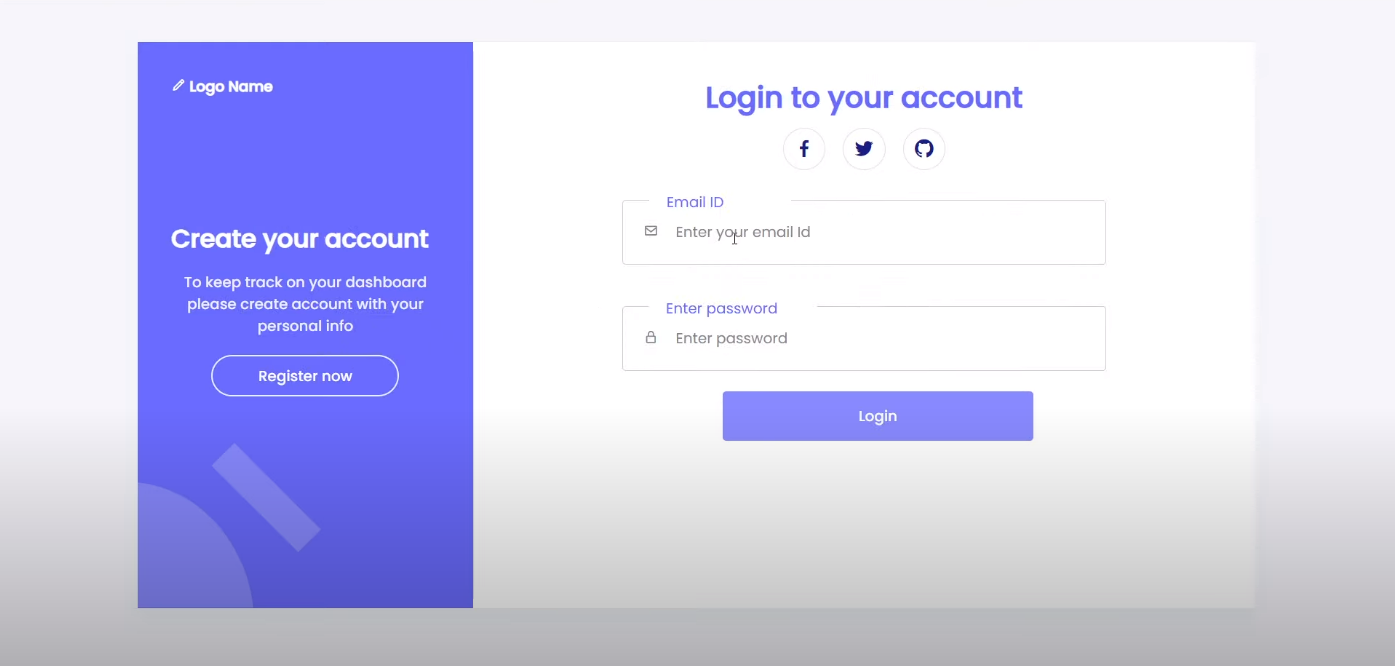 Logo Name
Create your account
To keep track on your dashboard
please create account with your
personal info
Register now
Login to your account
Email ID
Enter your email Id
Enter password
Enter password
Login